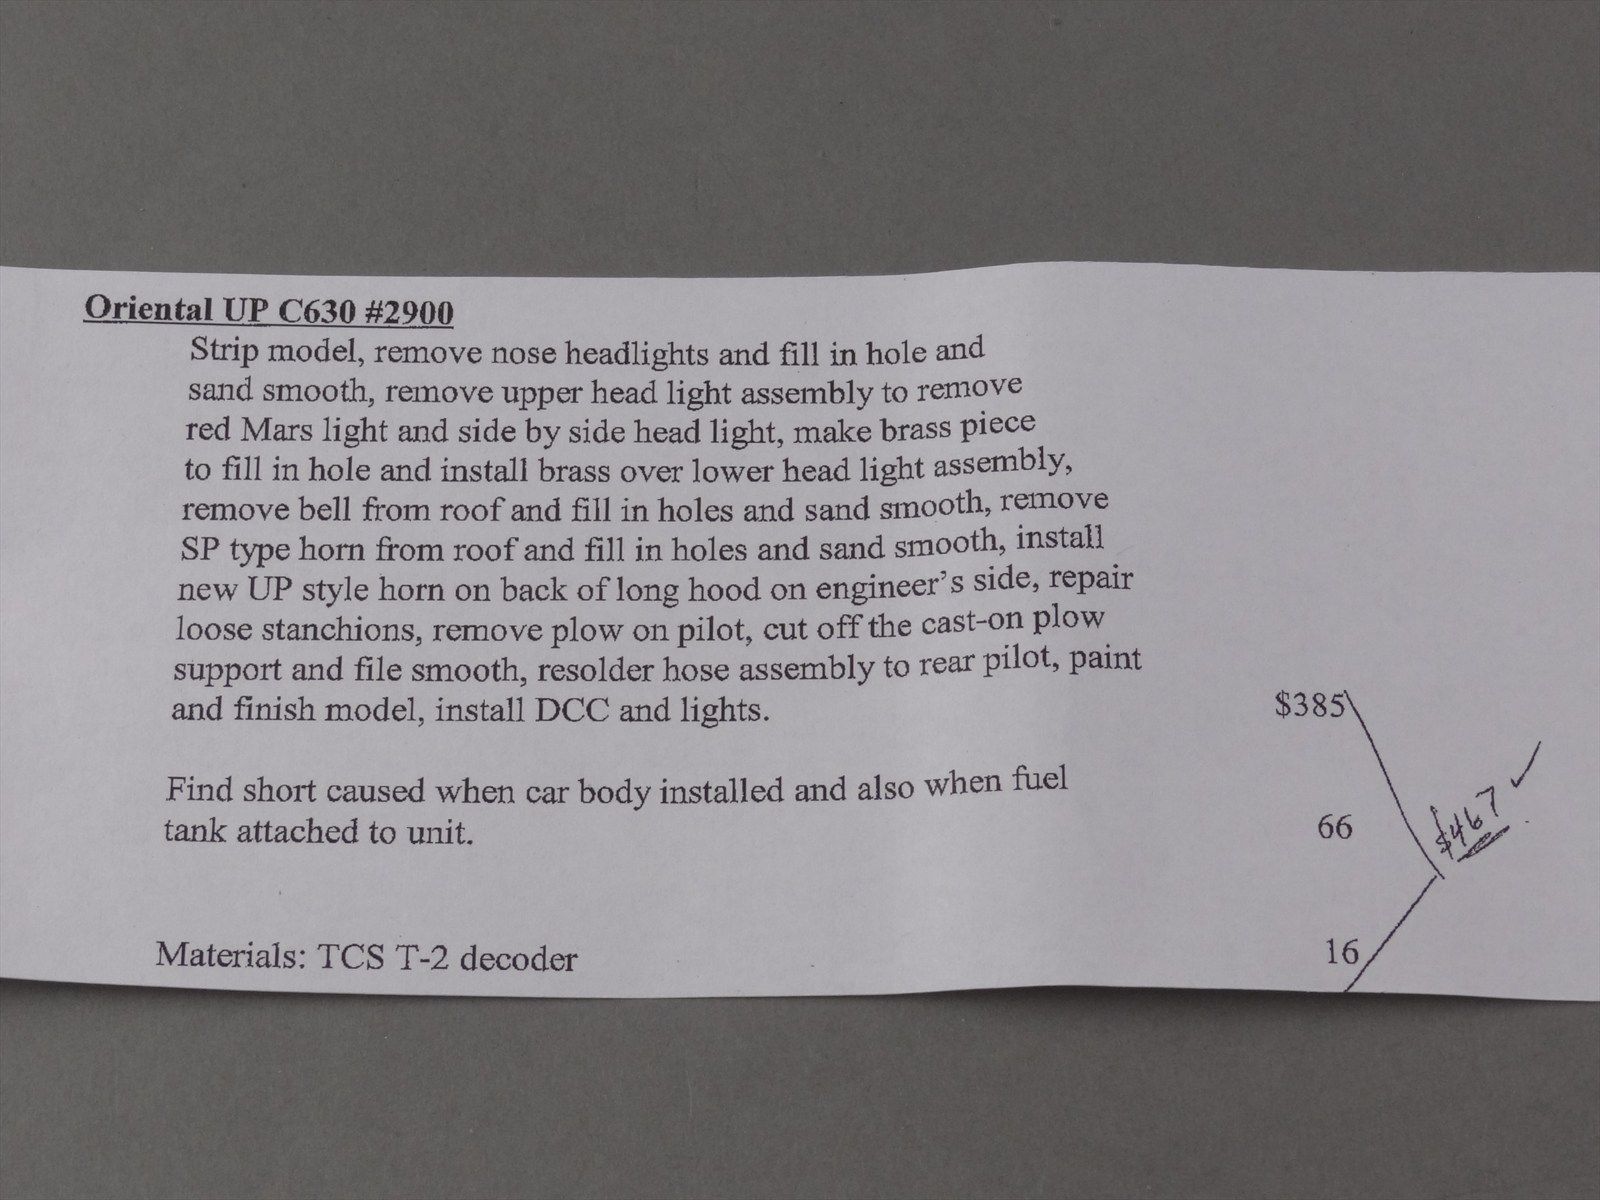 Oriental UP C630 #2900
Strip model, remove nose headlights and fill in hole and
sand smooth, remove upper head light assembly to remove
red Mars light and side by side head light, make brass piece
to fill in hole and install brass over lower head light assembly,
remove bell from roof and fill in holes and sand smooth, remove
SP type horn from roof and fill in holes and sand smooth, install
new UP style horn on back of long hood on engineer's side, repair
loose stanchions, remove plow on pilot, cut off the cast-on plow
support and file smooth, resolder hose assembly to rear pilot, paint
and finish model, install DCC and lights. $385
Find short caused when car body installed and also when fuel
tank attached to unit. 66
$467 ✓
Materials: TCS T-2 decoder 16